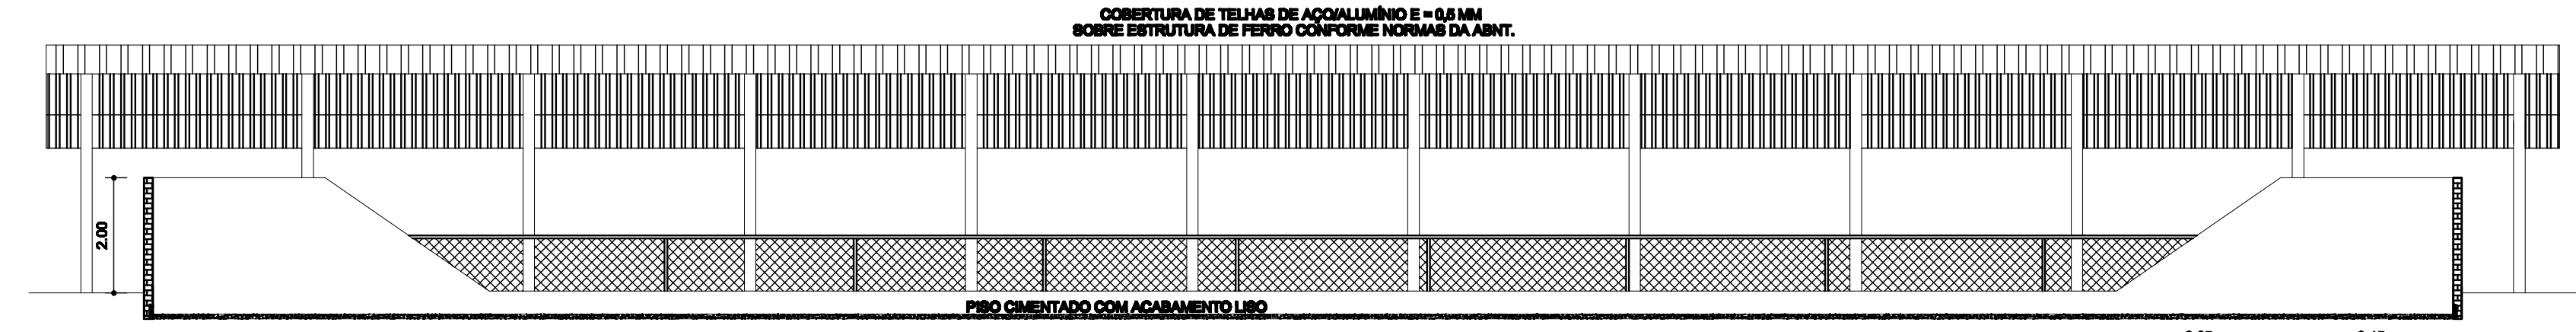 COBERTURA DE TELHAS DE AÇO/ALUMÍNIO E = 0,5 MM
SOBRE ESTRUTURA DE FERRO CONFORME NORMAS DA ABNT.
2.00
PISO CIMENTADO COM ACABAMENTO LISO